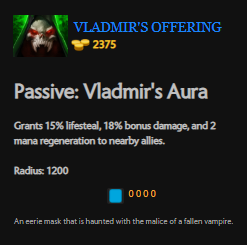 VLADMIR'S OFFERING
2375
Passive: Vladmir's Aura
Grants 15% lifesteal, 18% bonus damage, and 2
mana regeneration to nearby allies.
Radius: 1200
0 0 0 0
An eerie mask that is haunted with the malice of a fallen vampire.